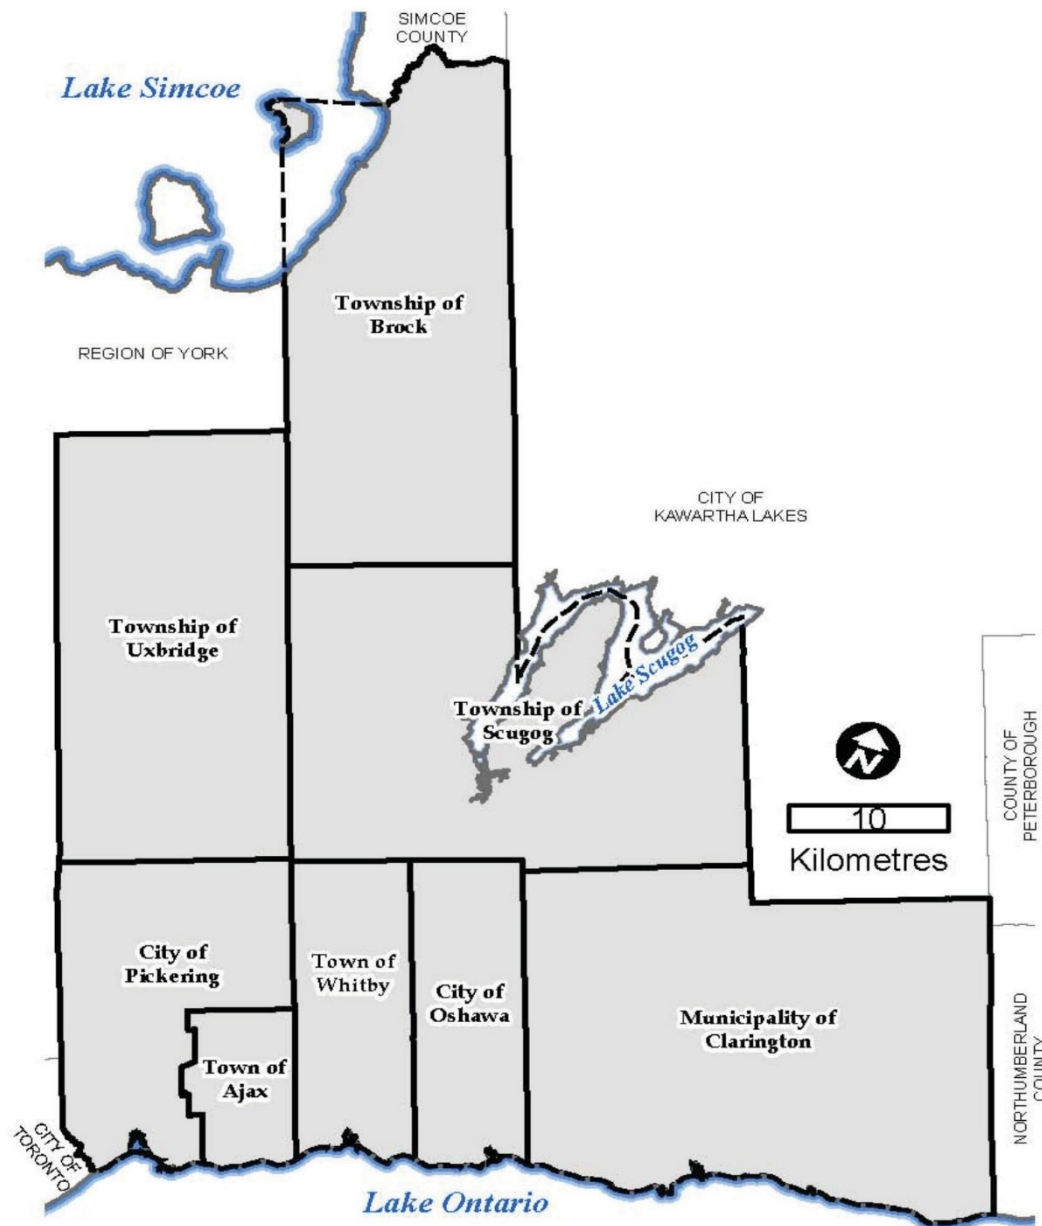 SIMCOE
COUNTY
Lake Simcoe
Township of
Brock
REGION OF YORK
CITY OF
KAWARTHA LAKES
Township of
Uxbridge
Lake Scugog
Township of
Scugog
N
10
Kilometres
COUNTY OF
PETERBOROUGH
City of
Pickering
Town of
Whitby
City of
Oshawa
Municipality of
Clarington
Town of
Ajax
NORTHUMBERLAND
COUNTY
CITY OF
TORONTO
Lake Ontario